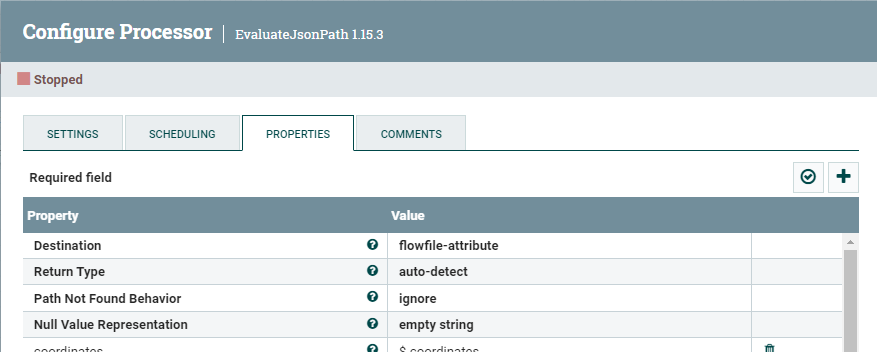 Configure Processor | EvaluateJsonPath 1.15.3
Stopped
SETTINGS SCHEDULING PROPERTIES COMMENTS
Required field
Property Value
Destination flowfile-attribute
Return Type auto-detect
Path Not Found Behavior ignore
Null Value Representation empty string
coordinates $.coordinates